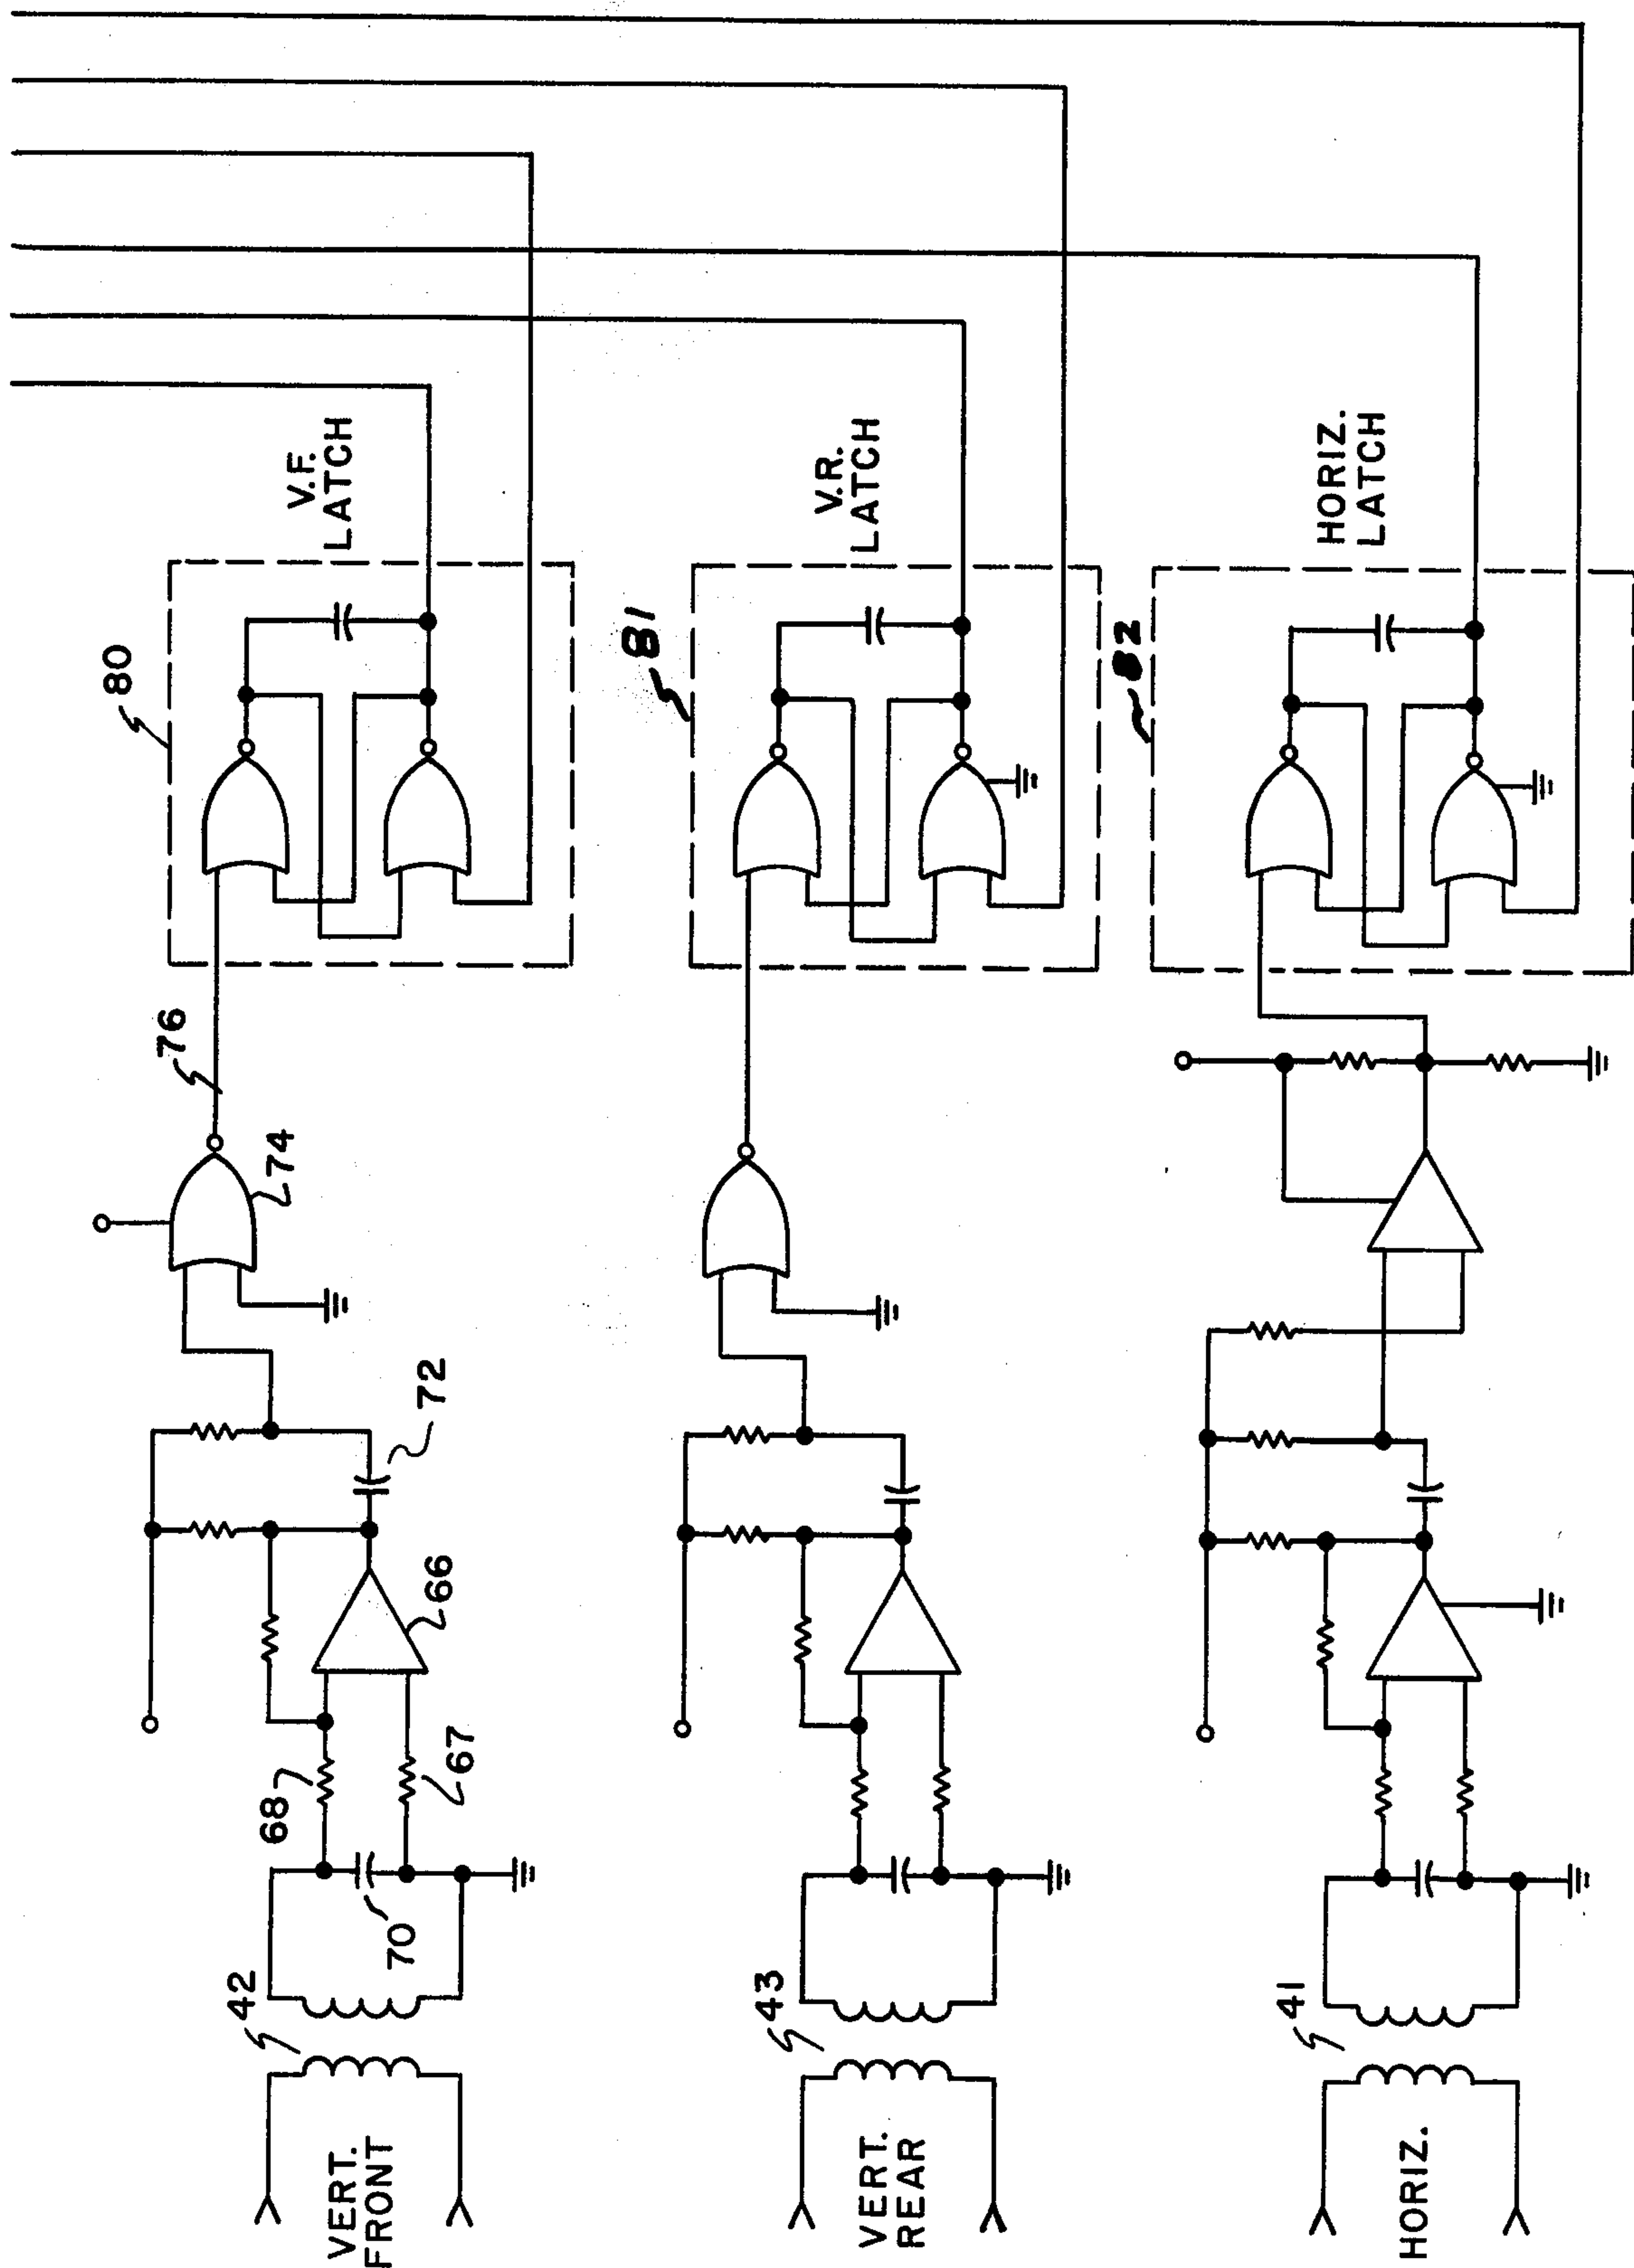 VERT.
FRONT
42
70
68
67
66
72
74
76
80
V.F.
LATCH
VERT.
REAR
43
81
V.R.
LATCH
HORIZ.
41
82
HORIZ.
LATCH